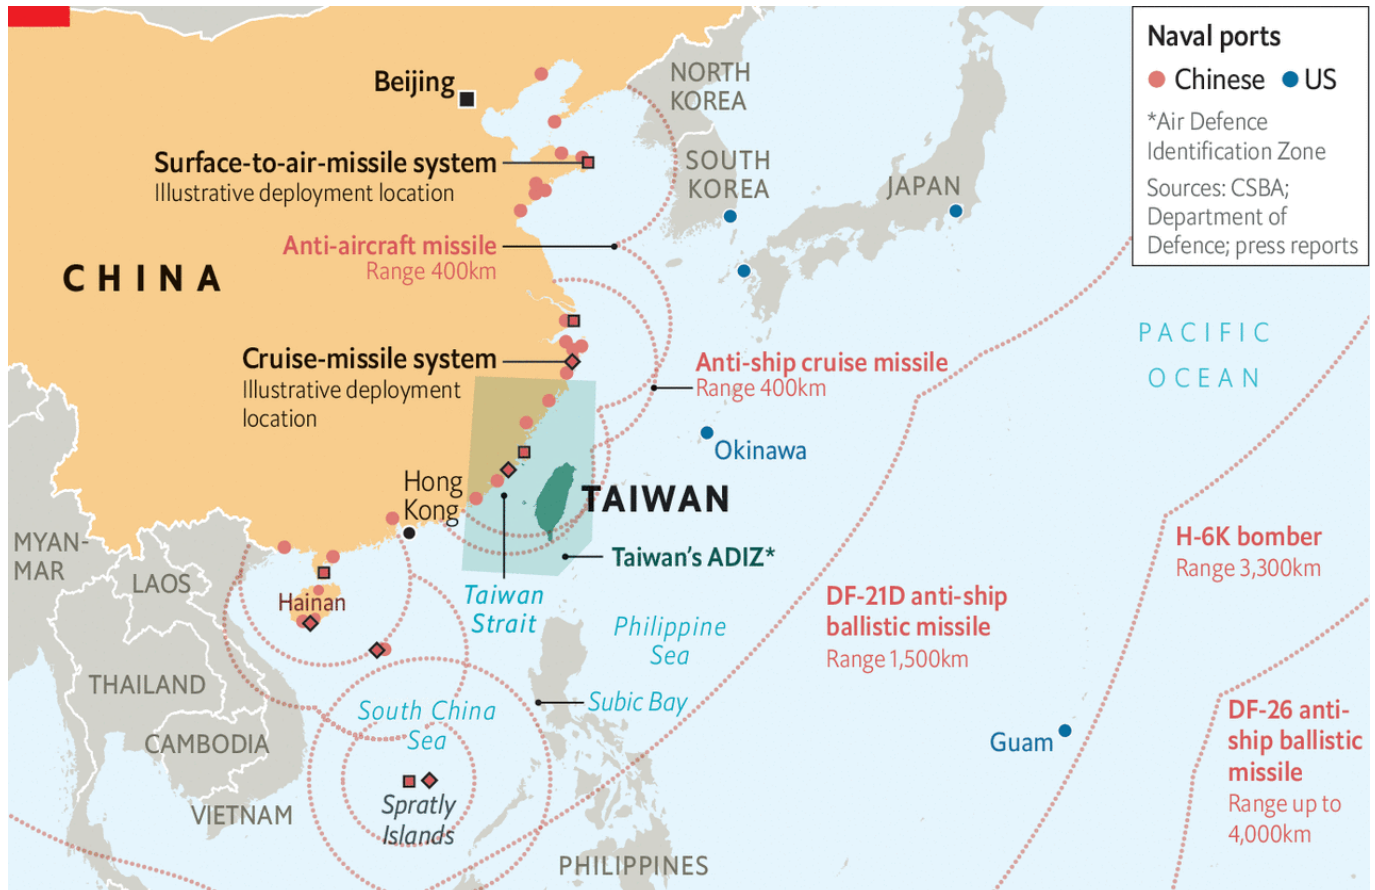 Naval ports
Chinese
US
*Air Defence
Identification Zone
Sources: CSBA;
Department of
Defence; press reports
Beijing
NORTH
KOREA
Surface-to-air-missile system
Illustrative deployment location
SOUTH
KOREA
JAPAN
Anti-aircraft missile
Range 400km
CHINA
PACIFIC
OCEAN
Cruise-missile system
Illustrative deployment
location
Anti-ship cruise missile
Range 400km
Okinawa
Hong
Kong
TAIWAN
Taiwan's ADIZ*
MYAN-
MAR
LAOS
Hainan
Taiwan
Strait
Philippine
Sea
DF-21D anti-ship
ballistic missile
Range 1,500km
H-6K bomber
Range 3,300km
THAILAND
South China
Sea
Subic Bay
CAMBODIA
Guam
DF-26 anti-
ship ballistic
missile
Range up to
4,000km
VIETNAM
Spratly
Islands
PHILIPPINES